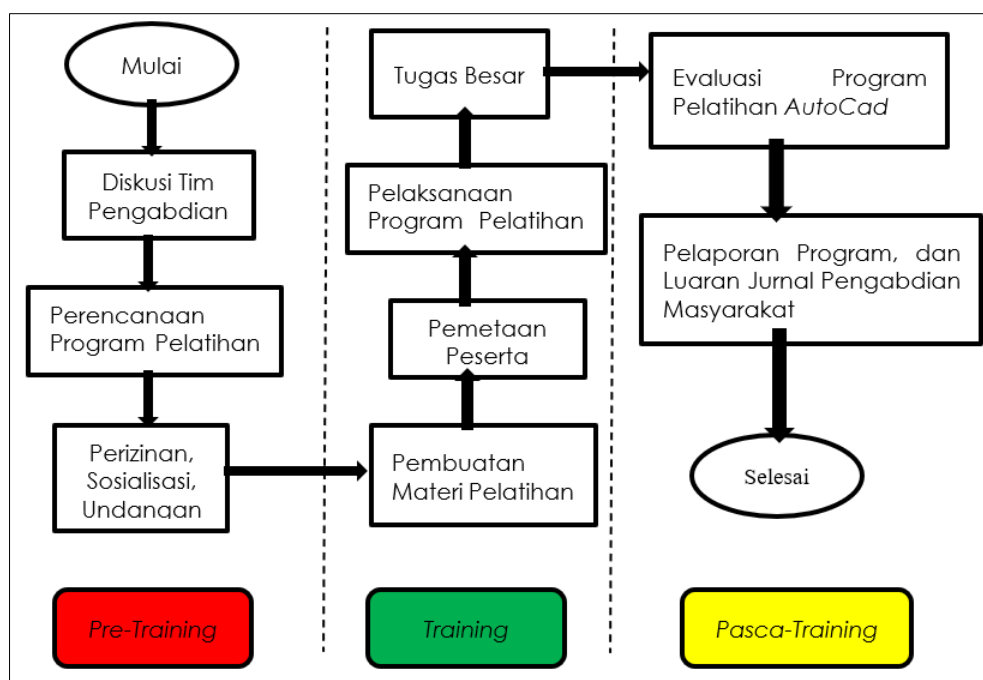 Mulai
Diskusi Tim
Pengabdian
Perencanaan
Program Pelatihan
Perizinan,
Sosialisasi,
Undangan
Pembuatan
Materi Pelatihan
Pemetaan
Peserta
Pelaksanaan
Program Pelatihan
Tugas Besar
Evaluasi Program
Pelatihan AutoCad
Pelaporan Program, dan
Luaran Jurnal Pengabdian
Masyarakat
Selesai
Pre-Training
Training
Pasca-Training